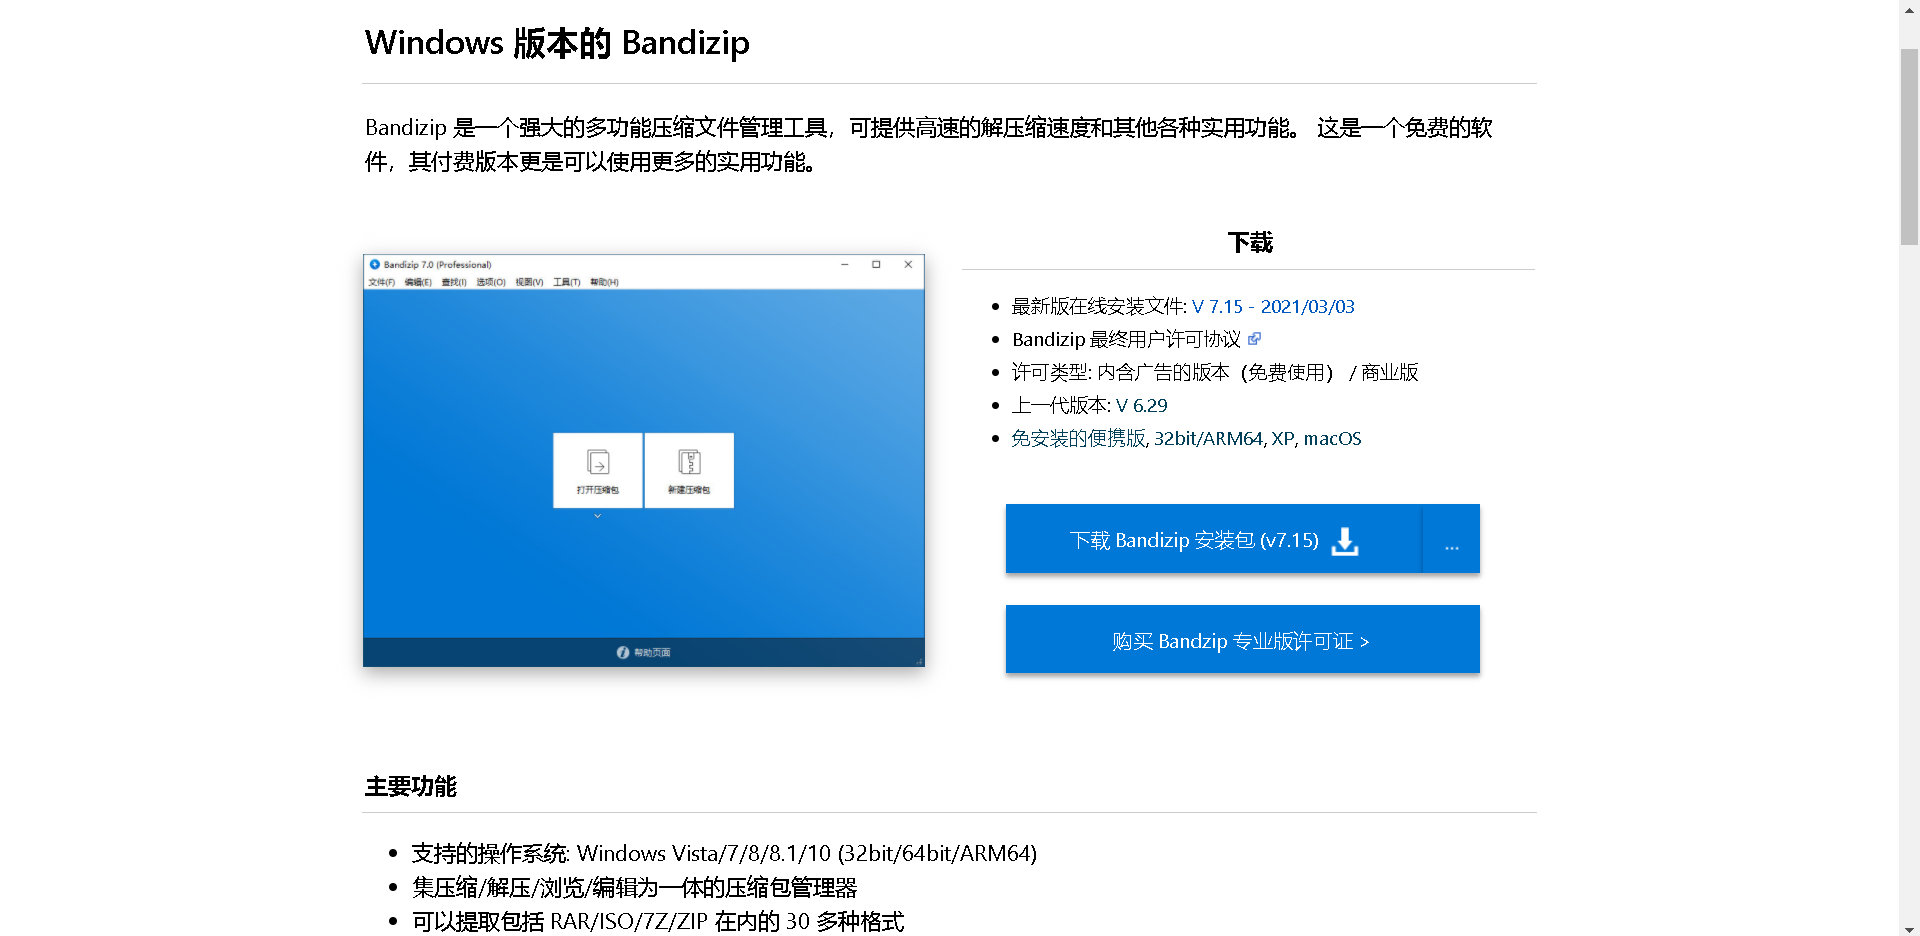 Windows 版本的 Bandizip
Bandizip 是一个强大的多功能压缩文件管理工具，可提供高速的解压缩速度和其他各种实用功能。 这是一个免费的软
件，其付费版本更是可以使用更多的实用功能。
Bandizip 7.0 (Professional)
文件(F) 编辑(E) 查找(I) 选项(O) 视图(V) 工具(T) 帮助(H)
打开压缩包 新建压缩包
帮助页面
下载
最新版在线安装文件: V 7.15 - 2021/03/03
Bandizip 最终用户许可协议
许可类型: 内含广告的版本（免费使用） / 商业版
上一代版本: V 6.29
免安装的便携版, 32bit/ARM64, XP, macOS
下载 Bandizip 安装包 (v7.15) ...
购买 Bandzip 专业版许可证 >
主要功能
支持的操作系统: Windows Vista/7/8/8.1/10 (32bit/64bit/ARM64)
集压缩/解压/浏览/编辑为一体的压缩包管理器
可以提取包括 RAR/ISO/7Z/ZIP 在内的 30 多种格式